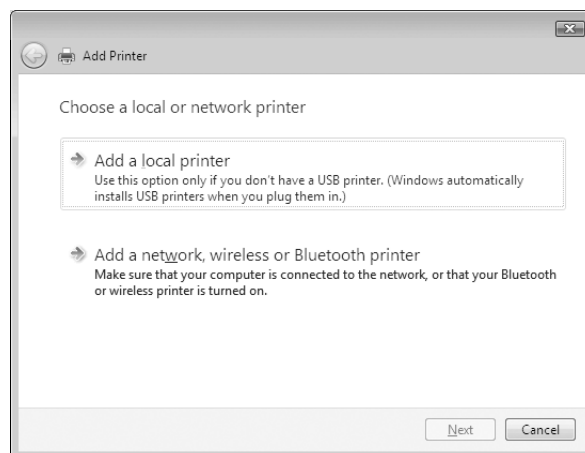 Add Printer
Choose a local or network printer
Add a local printer
Use this option only if you don't have a USB printer. (Windows automatically
installs USB printers when you plug them in.)
Add a network, wireless or Bluetooth printer
Make sure that your computer is connected to the network, or that your Bluetooth
or wireless printer is turned on.
Next Cancel